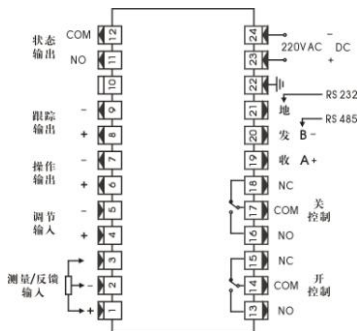 状态
输出
COM 12
NO 11
10
跟踪
输出
- 9
+ 8
操作
输出
- 7
+ 6
调节
输入
- 5
+ 4
测量/反馈
输入
3
- 2
+ 1
24 - 
220VAC DC
23 +
22
21 地 RS 232
20 发 B - RS 485
19 收 A+
18 NC
17 COM 关
控制
16 NO
15 NC
14 COM 开
控制
13 NO